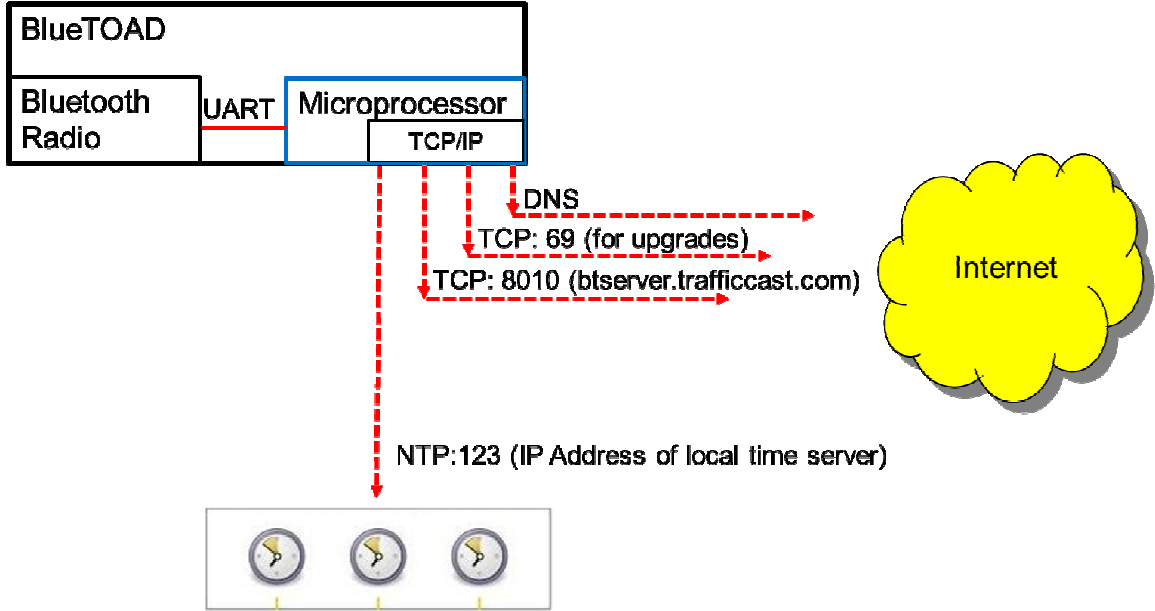 BlueTOAD
Bluetooth
Radio
UART
Microprocessor
TCP/IP
DNS
TCP: 69 (for upgrades)
TCP: 8010 (btserver.trafficcast.com)
Internet
NTP:123 (IP Address of local time server)